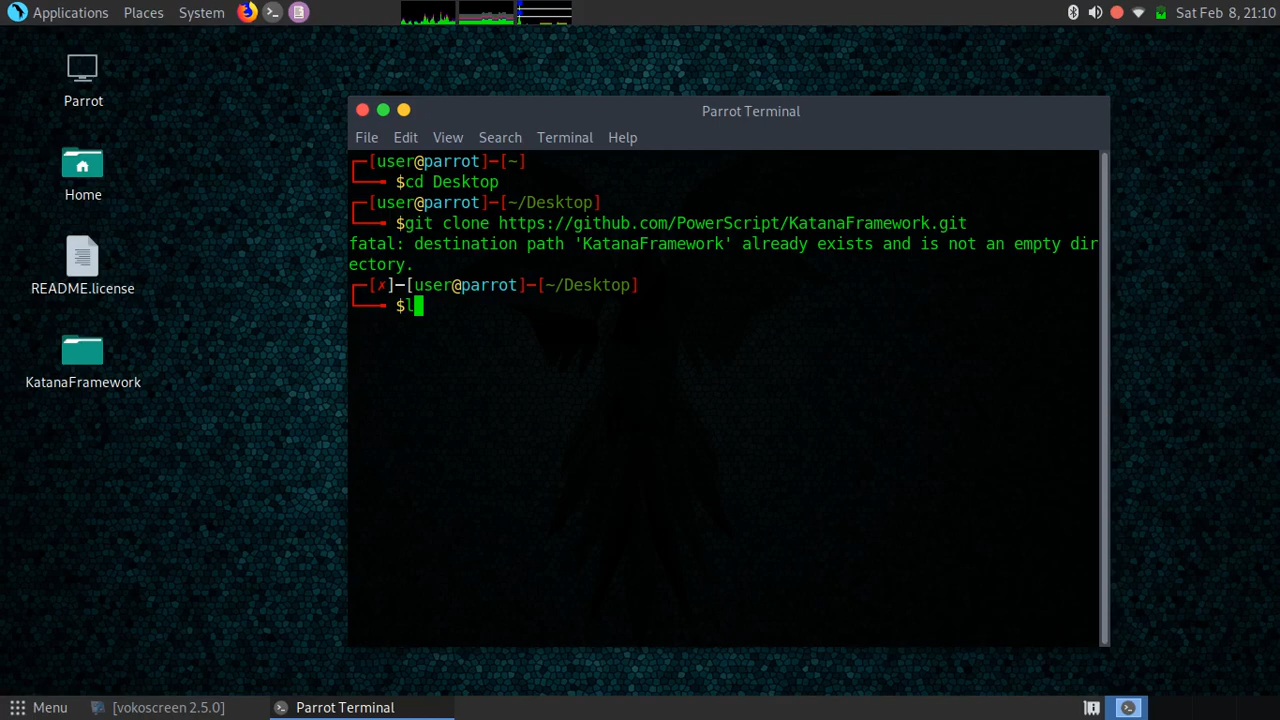 Applications Places System
Sat Feb 8, 21:10
Parrot
Home
README.license
KatanaFramework
Parrot Terminal
File Edit View Search Terminal Help
┌─[user@parrot]─[~]
└──╼ $cd Desktop
┌─[user@parrot]─[~/Desktop]
└──╼ $git clone https://github.com/PowerScript/KatanaFramework.git
fatal: destination path 'KatanaFramework' already exists and is not an empty dir
ectory.
┌─[✗]─[user@parrot]─[~/Desktop]
└──╼ $l
Menu [vokoscreen 2.5.0] Parrot Terminal